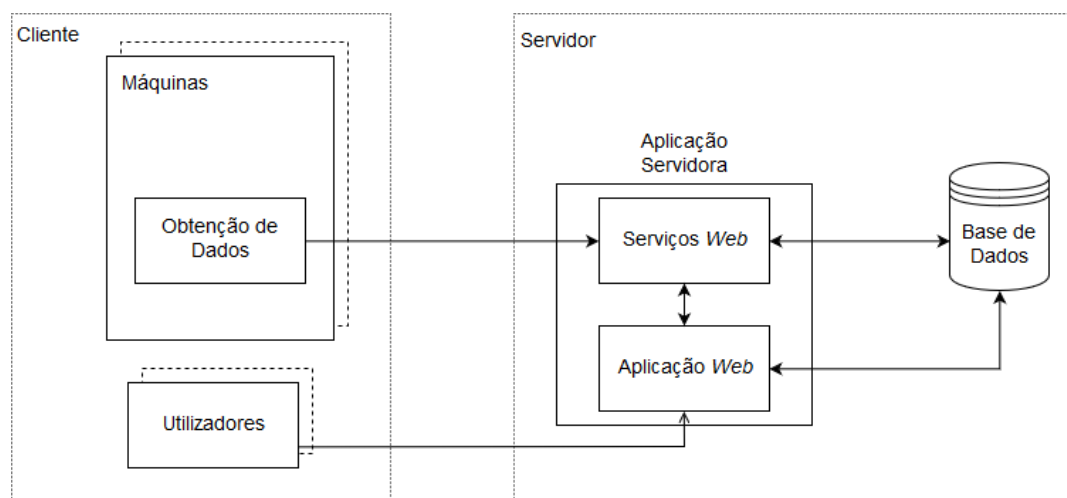 Cliente
Máquinas
Obtenção de
Dados
Utilizadores
Servidor
Aplicação
Servidora
Serviços Web
Aplicação Web
Base de
Dados